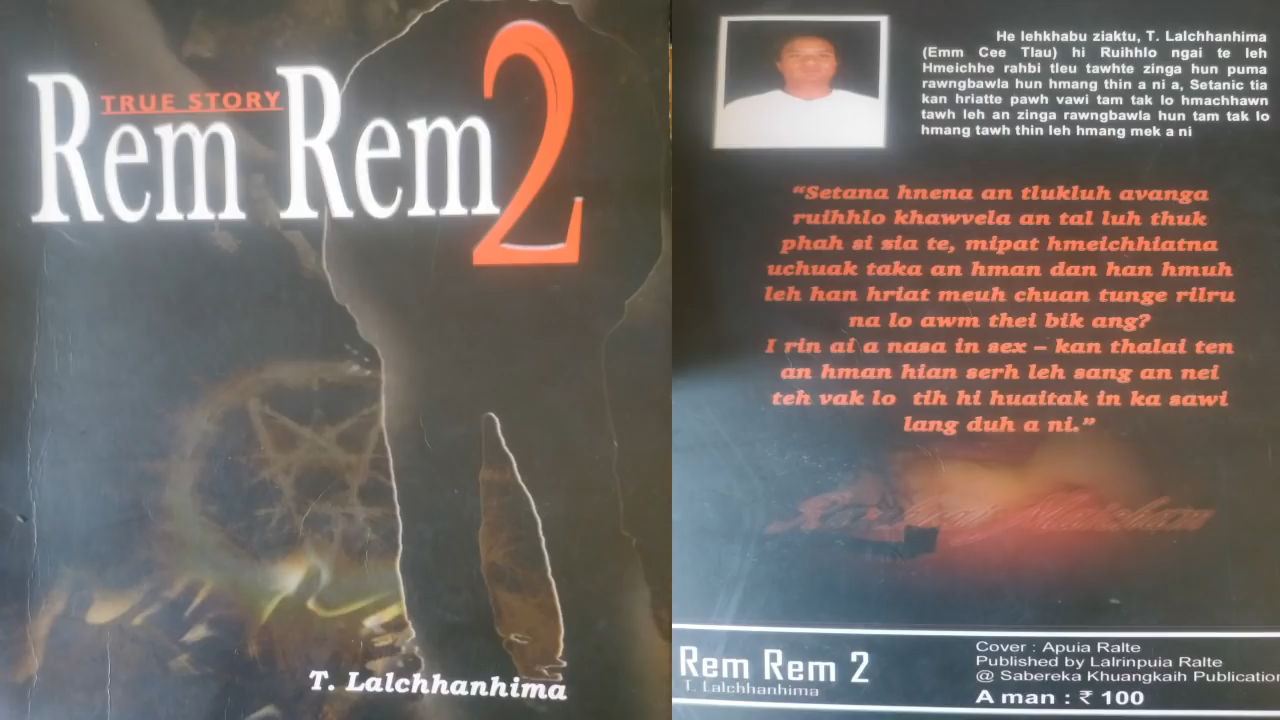 TRUE STORY
Rem Rem 2
T. Lalchhanhima
He lehkhabu ziaktu, T. Lalchhanhima
(Emm Cee Tlau) hi Ruihhlo ngai te leh
Hmeichhe rahbi tleu tawhte zinga hun puma
rawngbawla hun hmang thin a ni a, Setanic tia
kan hriatte pawh vawi tam tak lo hmachhawn
tawh leh an zinga rawngbawla hun tam tak lo
hmang tawh thin leh hmang mek a ni
“Setana hnena an tlukluh avanga
ruihhlo khawvela an tal luh thuk
phah si sia te, mipat hmeichhiatna
uchuak taka an hman dan han hmuh
leh han hriat meuh chuan tunge rilru
na lo awm thei bik ang?
I rin ai a nasa in sex – kan thalai ten
an hman hian serh leh sang an nei
teh vak lo tih hi huaitak in ka sawi
lang duh a ni.”
Rem Rem 2
T. Lalchhanhima
Cover : Apuia Ralte
Published by Lalrinpuia Ralte
@ Sabereka Khuangkaih Publication
A man : ₹ 100